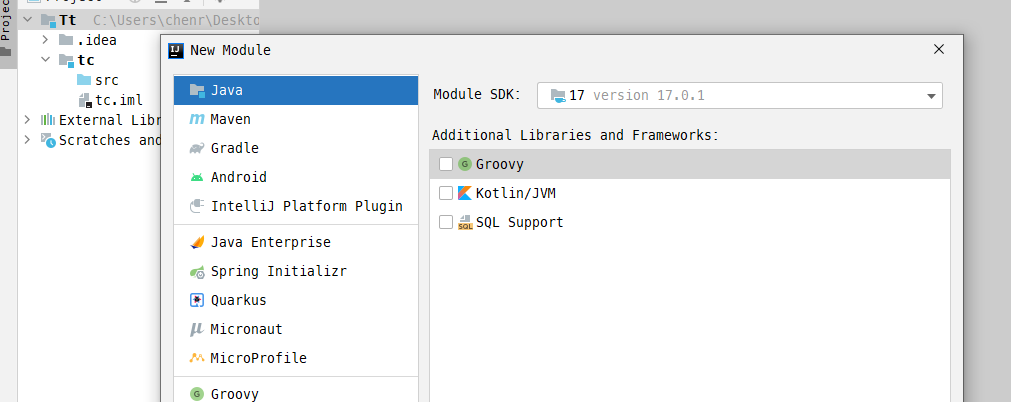 Project
Tt C:\Users\chenr\Deskto
.idea
tc
src
tc.iml
External Libr
Scratches and
New Module
Java
Maven
Gradle
Android
IntelliJ Platform Plugin
Java Enterprise
Spring Initializr
Quarkus
Micronaut
MicroProfile
Groovy
Module SDK:
17 version 17.0.1
Additional Libraries and Frameworks:
Groovy
Kotlin/JVM
SQL Support